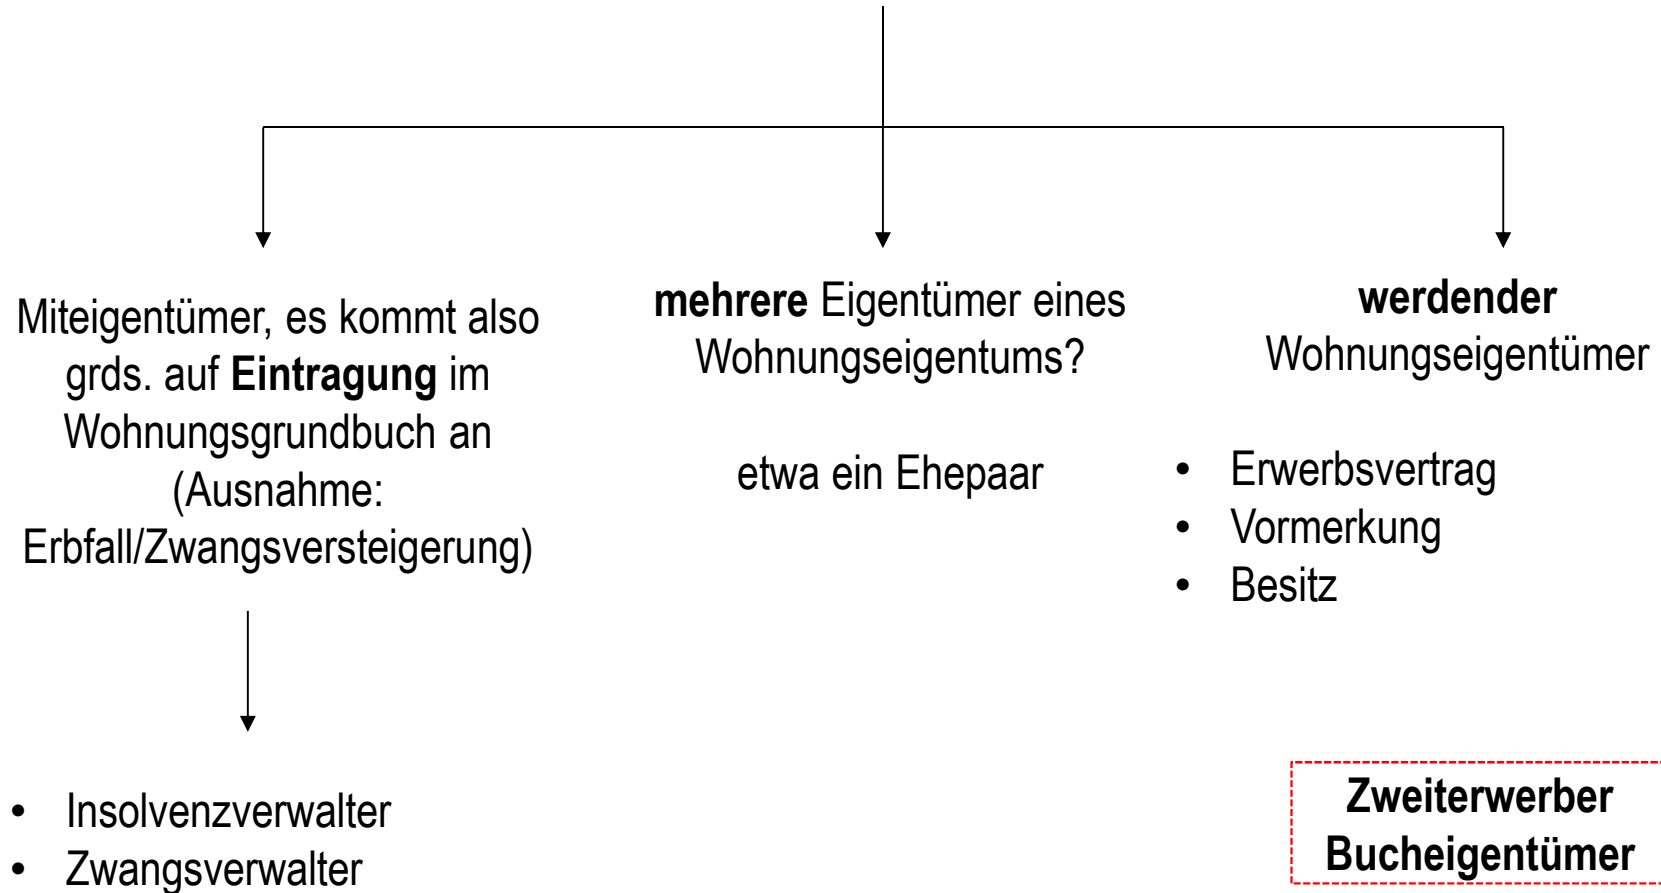 Miteigentümer, es kommt also
grds. auf Eintragung im
Wohnungsgrundbuch an
(Ausnahme:
Erbfall/Zwangsversteigerung)
• Insolvenzverwalter
• Zwangsverwalter
mehrere Eigentümer eines
Wohnungseigentums?
etwa ein Ehepaar
werdender
Wohnungseigentümer
• Erwerbsvertrag
• Vormerkung
• Besitz
Zweiterwerber
Bucheigentümer